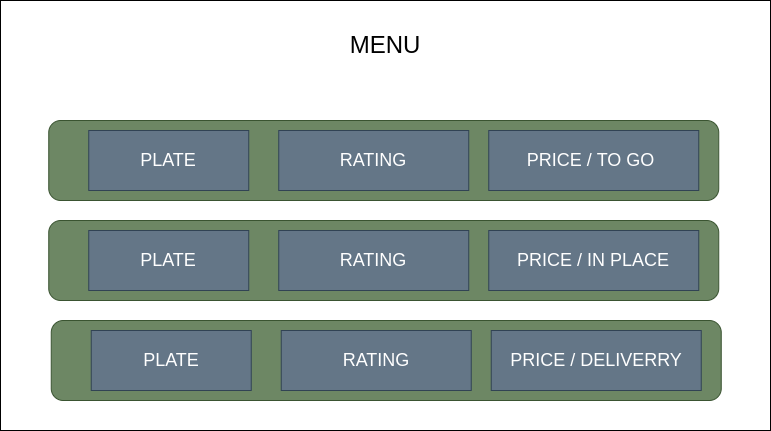 MENU
PLATE RATING PRICE / TO GO
PLATE RATING PRICE / IN PLACE
PLATE RATING PRICE / DELIVERRY